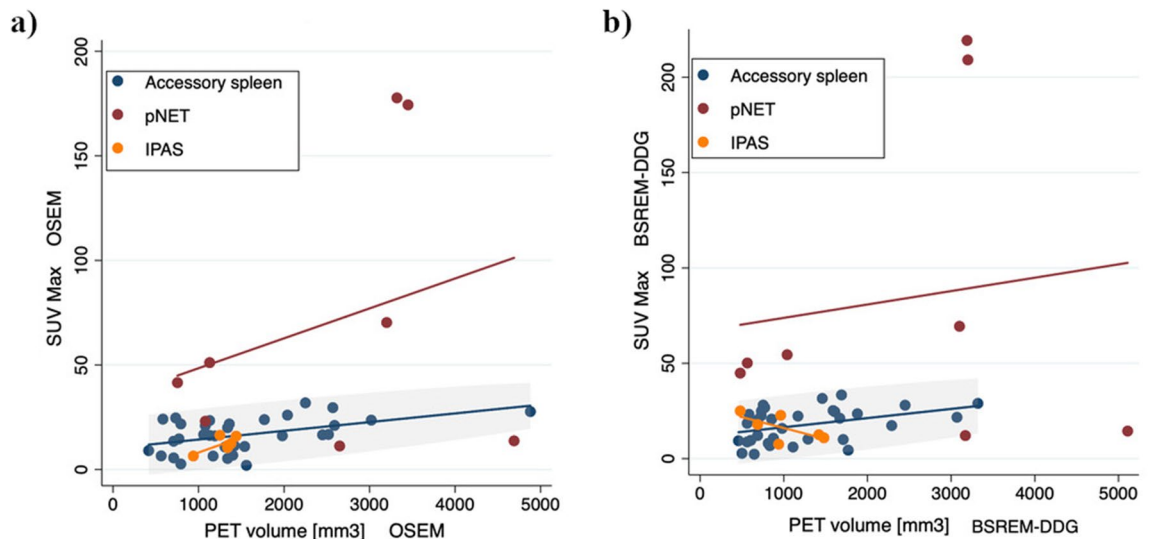 a)
200
150
100
50
0
SUV Max OSEM
Accessory spleen
pNET
IPAS
0 1000 2000 3000 4000 5000
PET volume [mm3] OSEM
b)
200
150
100
50
0
SUV Max BSREM-DDG
Accessory spleen
pNET
IPAS
0 1000 2000 3000 4000 5000
PET volume [mm3] BSREM-DDG